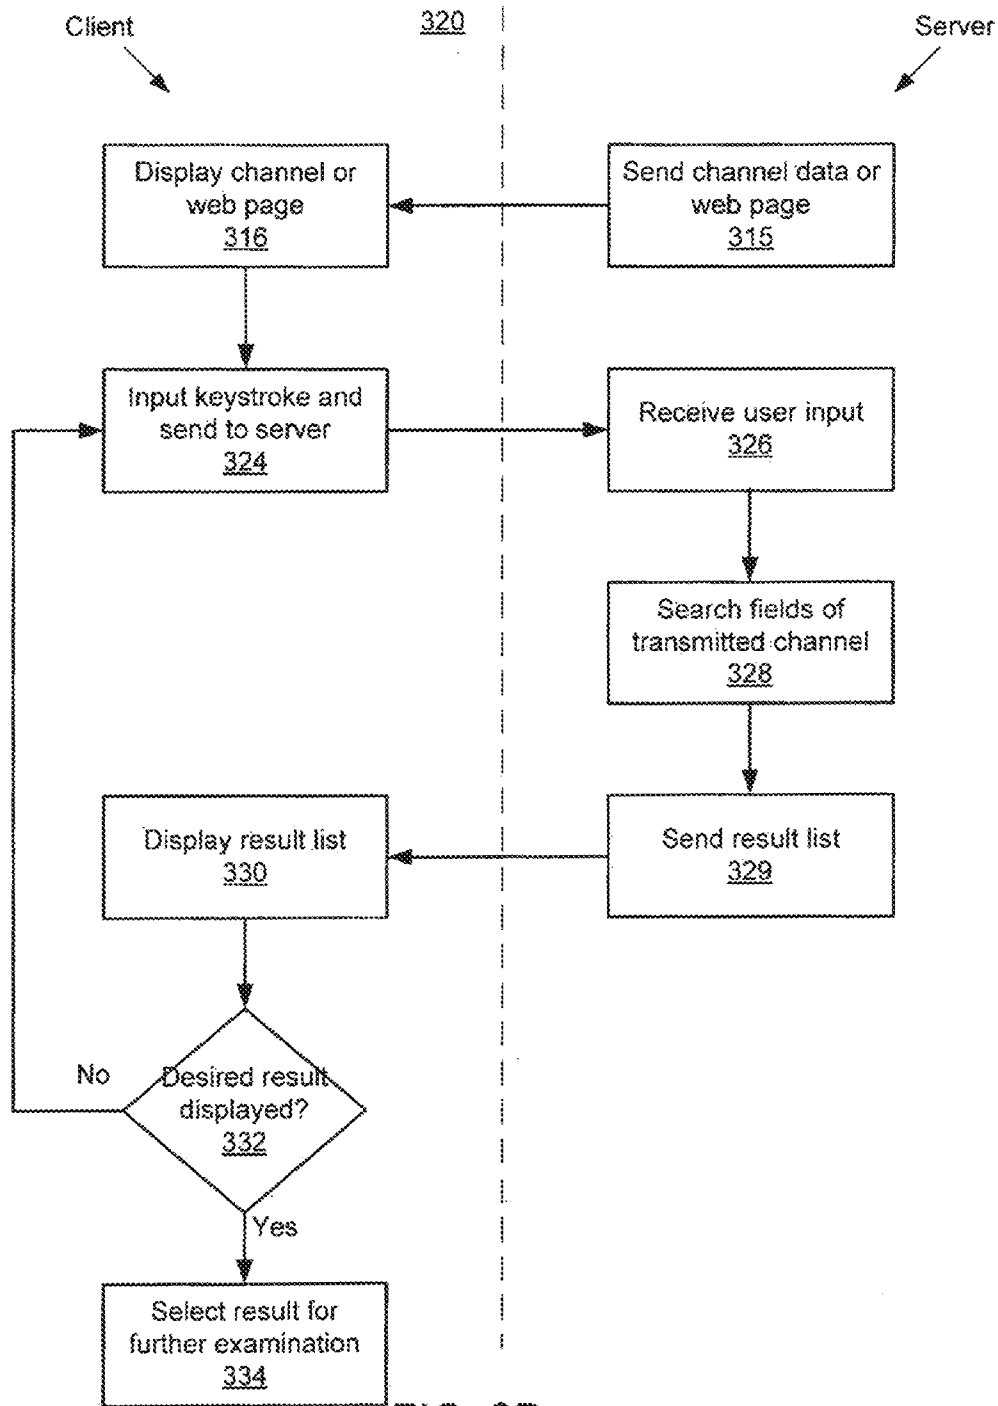 Client
320
Server
Display channel or
web page
316
Send channel data or
web page
315
Input keystroke and
send to server
324
Receive user input
326
Search fields of
transmitted channel
328
Display result list
330
Send result list
329
No
Desired result
displayed?
332
Yes
Select result for
further examination
334